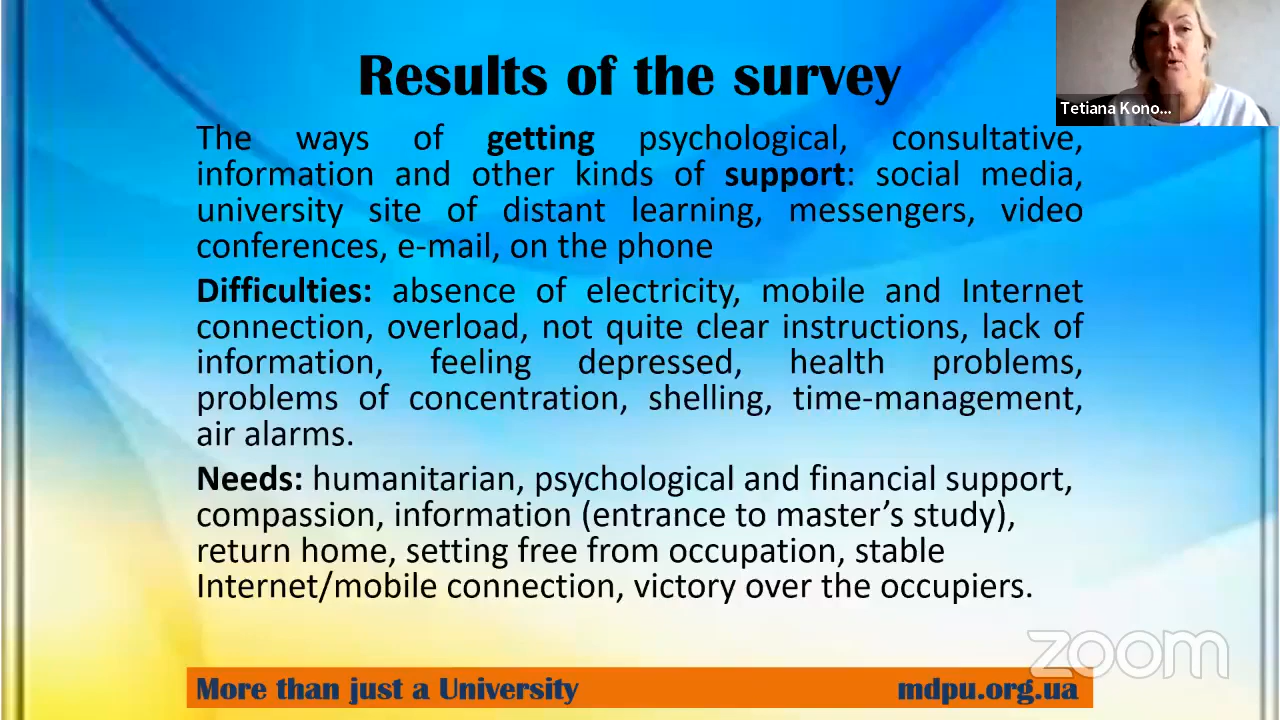 Results of the survey
Tetiana Kono...
The ways of getting psychological, consultative,
information and other kinds of support: social media,
university site of distant learning, messengers, video
conferences, e-mail, on the phone
Difficulties: absence of electricity, mobile and Internet
connection, overload, not quite clear instructions, lack of
information, feeling depressed, health problems,
problems of concentration, shelling, time-management,
air alarms.
Needs: humanitarian, psychological and financial support,
compassion, information (entrance to master’s study),
return home, setting free from occupation, stable
Internet/mobile connection, victory over the occupiers.
zoom
More than just a University
mdpu.org.ua